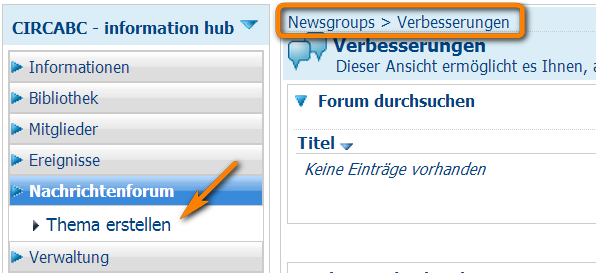 CIRCABC - information hub
Informationen
Bibliothek
Mitglieder
Ereignisse
Nachrichtenforum
Thema erstellen
Verwaltung
Newsgroups > Verbesserungen
Verbesserungen
Dieser Ansicht ermöglicht es Ihnen, a
Forum durchsuchen
Titel
Keine Einträge vorhanden